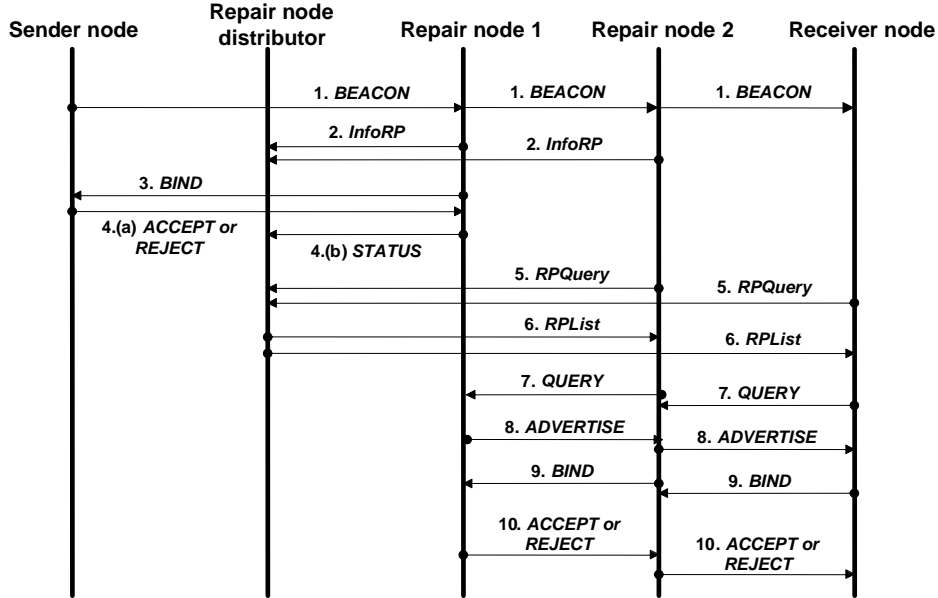 Sender node
Repair node
distributor
Repair node 1
Repair node 2
Receiver node
1. BEACON
1. BEACON
1. BEACON
2. InfoRP
2. InfoRP
3. BIND
4.(a) ACCEPT or
REJECT
4.(b) STATUS
5. RPQuery
5. RPQuery
6. RPList
6. RPList
7. QUERY
7. QUERY
8. ADVERTISE
8. ADVERTISE
9. BIND
9. BIND
10. ACCEPT or
REJECT
10. ACCEPT or
REJECT